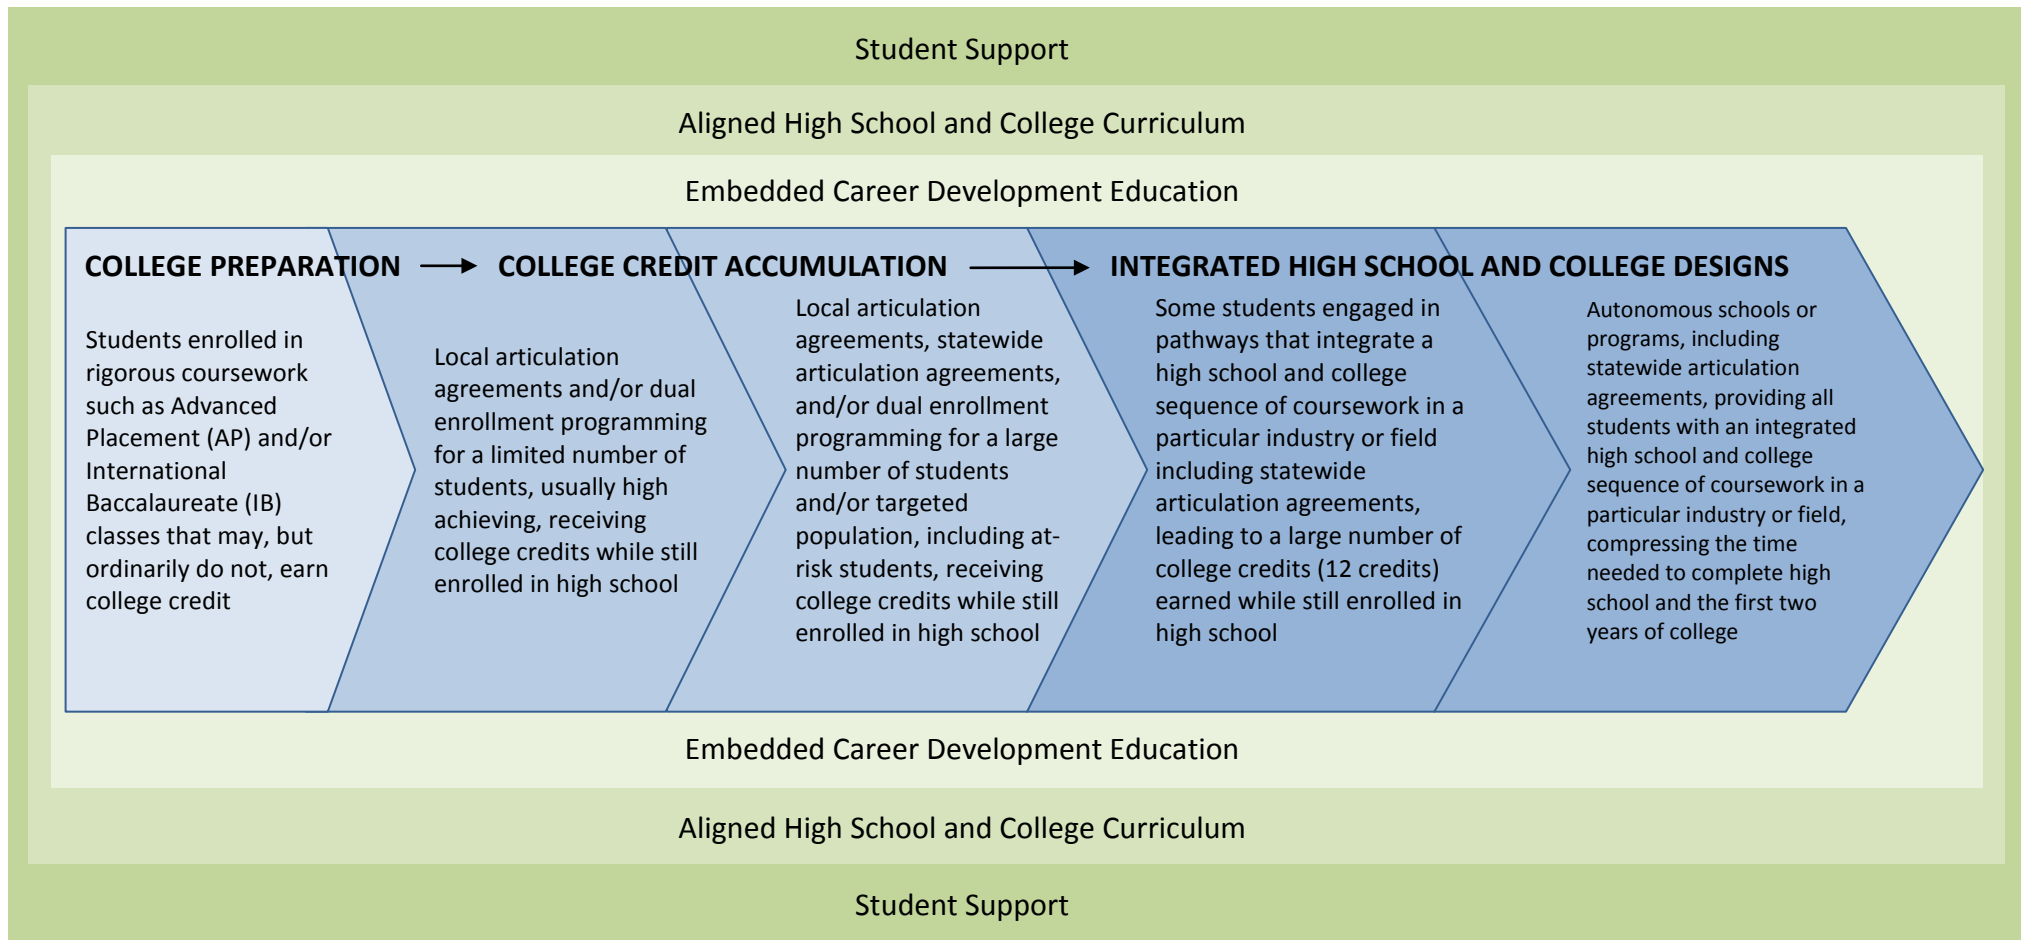 Student Support
Aligned High School and College Curriculum
Embedded Career Development Education
COLLEGE PREPARATION
COLLEGE CREDIT ACCUMULATION
INTEGRATED HIGH SCHOOL AND COLLEGE DESIGNS
Students enrolled in
rigorous coursework
such as Advanced
Placement (AP) and/or
International
Baccalaureate (IB)
classes that may, but
ordinarily do not, earn
college credit
Local articulation
agreements and/or dual
enrollment programming
for a limited number of
students, usually high
achieving, receiving
college credits while still
enrolled in high school
Local articulation
agreements, statewide
articulation agreements,
and/or dual enrollment
programming for a large
number of students
and/or targeted
population, including at-
risk students, receiving
college credits while still
enrolled in high school
Some students engaged in
pathways that integrate a
high school and college
sequence of coursework in a
particular industry or field
including statewide
articulation agreements,
leading to a large number of
college credits (12 credits)
earned while still enrolled in
high school
Autonomous schools or
programs, including
statewide articulation
agreements, providing all
students with an integrated
high school and college
sequence of coursework in a
particular industry or field,
compressing the time
needed to complete high
school and the first two
years of college
Embedded Career Development Education
Aligned High School and College Curriculum
Student Support